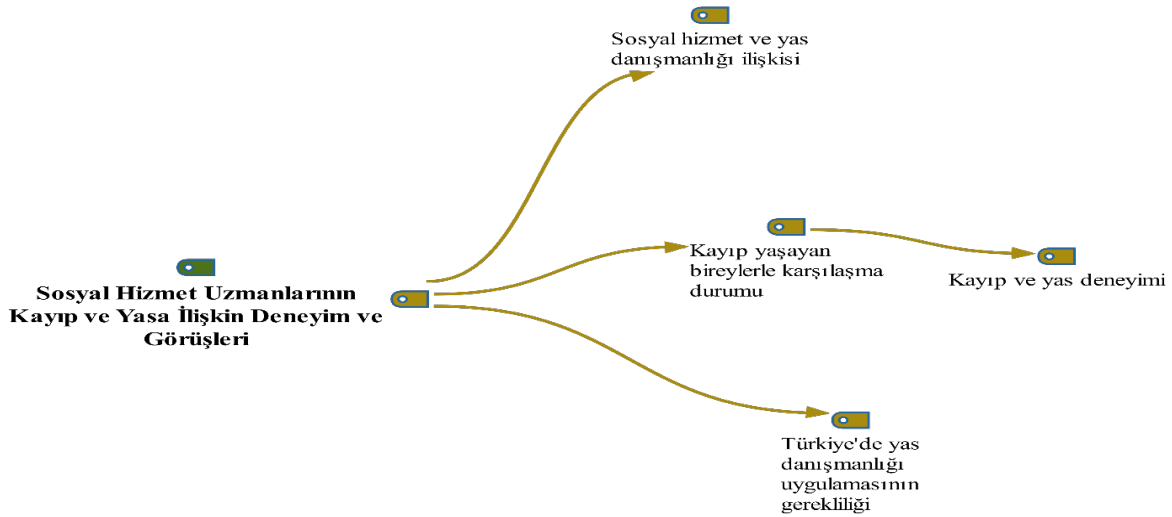 Sosyal hizmet ve yas
danışmanlığı ilişkisi
Sosyal Hizmet Uzmanlarının
Kayıp ve Yasa İlişkin Deneyim ve
Görüşleri
Kayıp yaşayan
bireylerle karşılaşma
durumu
Kayıp ve yas deneyimi
Türkiye'de yas
danışmanlığı
uygulamasının
gerekliliği